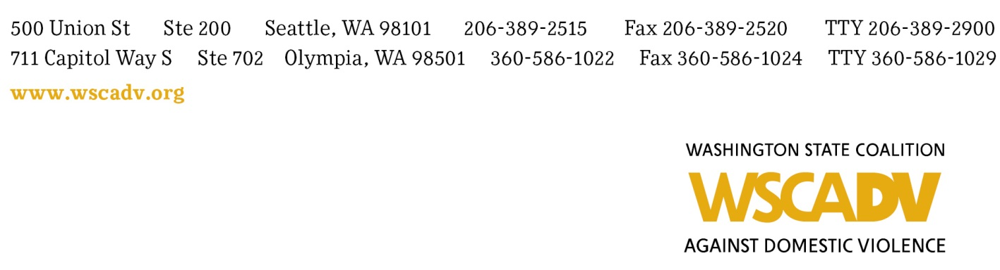 500 Union St Ste 200 Seattle, WA 98101 206-389-2515 Fax 206-389-2520 TTY 206-389-2900
711 Capitol Way S Ste 702 Olympia, WA 98501 360-586-1022 Fax 360-586-1024 TTY 360-586-1029
www.wscadv.org
WASHINGTON STATE COALITION
WSCADV
AGAINST DOMESTIC VIOLENCE